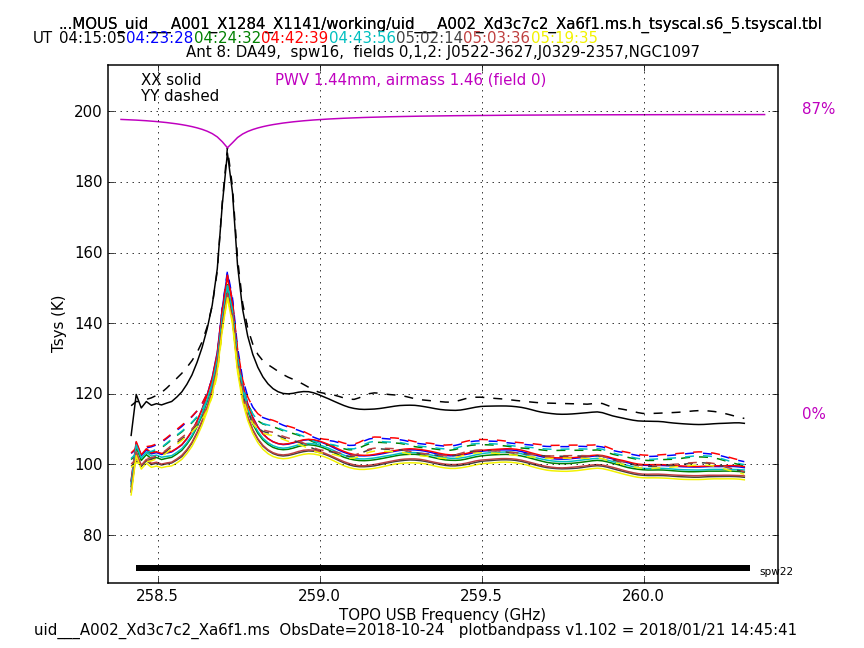 ...MOUS_uid___A001_X1284_X1141/working/uid___A002_Xd3c7c2_Xa6f1.ms.h_tsyscal.s6_5.tsyscal.tbl
UT 04:15:05 04:23:28 04:24:32 04:42:39 04:43:56 05:02:14 05:03:36 05:19:35
Ant 8: DA49, spw16, fields 0,1,2: J0522-3627,J0329-2357,NGC1097
XX solid
YY dashed
PWV 1.44mm, airmass 1.46 (field 0)
87%
0%
200
180
160
140
120
100
80
Tsys (K)
spw22
258.5 259.0 259.5 260.0
TOPO USB Frequency (GHz)
uid___A002_Xd3c7c2_Xa6f1.ms ObsDate=2018-10-24 plotbandpass v1.102 = 2018/01/21 14:45:41